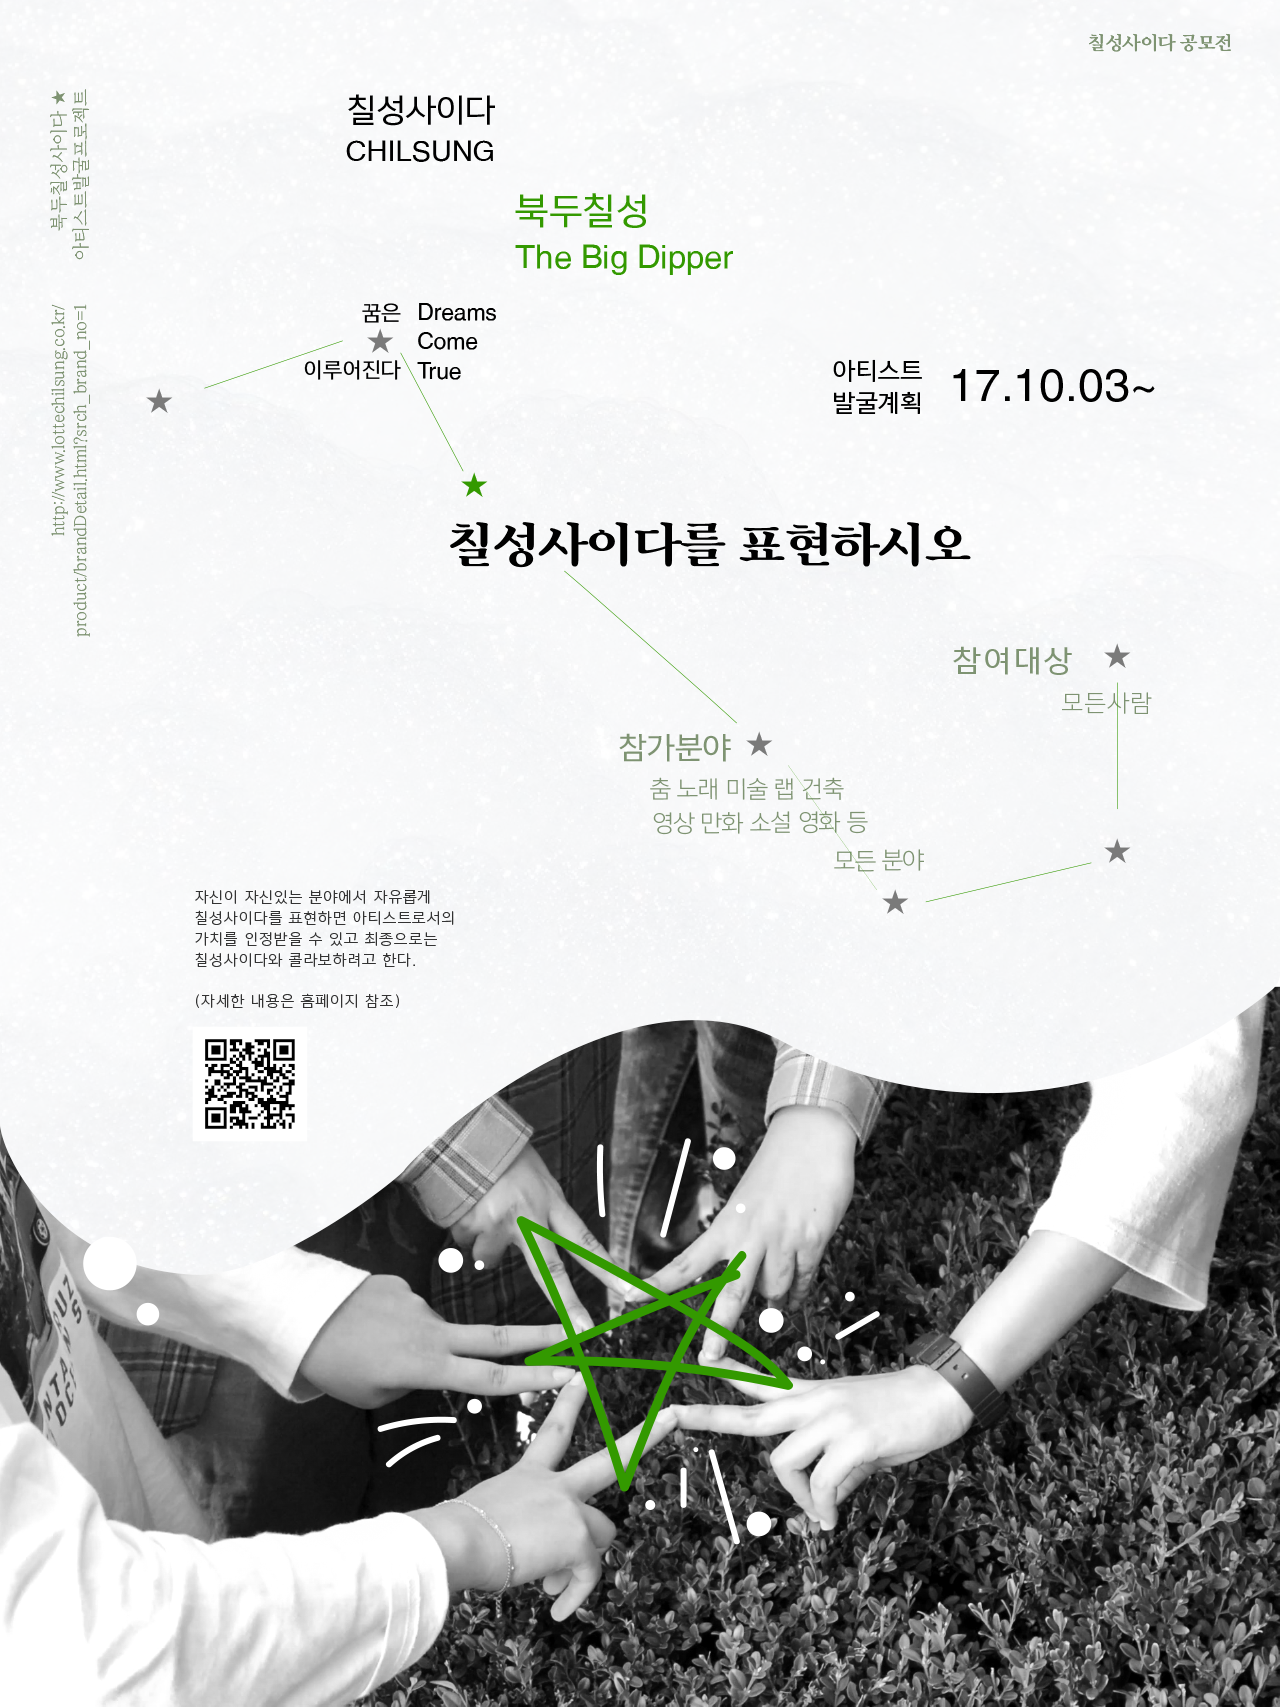 칠성사이다 공모전
북두칠성사이다 ★
아티스트발굴프로젝트
http://www.lottechilsung.co.kr/
product/brandDetail.html?srch_brand_no=1
칠성사이다
CHILSUNG
북두칠성
The Big Dipper
꿈은
이루어진다
Dreams
Come
True
아티스트
발굴계획
17.10.03~
칠성사이다를 표현하시오
참여대상
모든사람
참가분야
춤 노래 미술 랩 건축
영상 만화 소설 영화 등
모든 분야
자신이 자신있는 분야에서 자유롭게
칠성사이다를 표현하면 아티스트로서의
가치를 인정받을 수 있고 최종으로는
칠성사이다와 콜라보하려고 한다.
(자세한 내용은 홈페이지 참조)